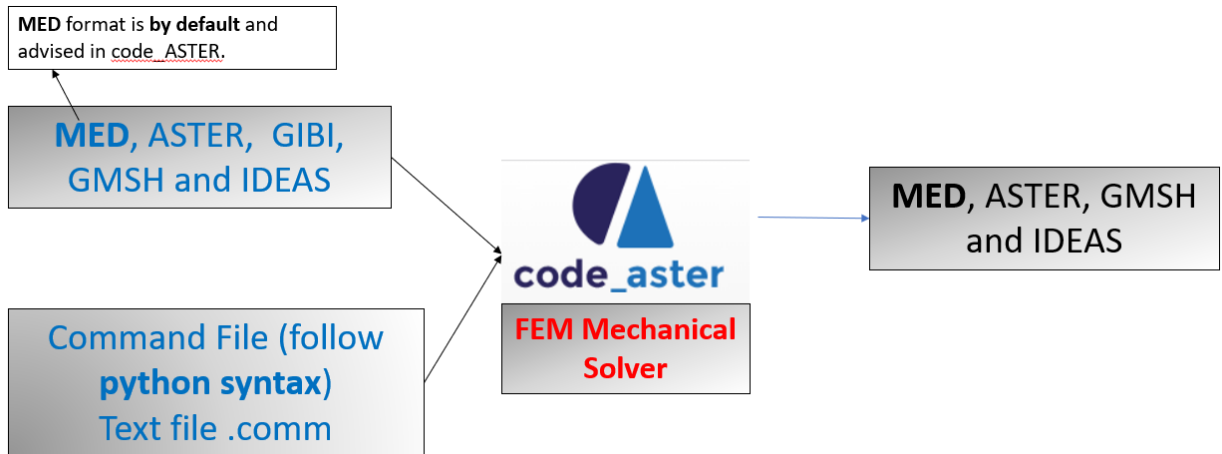 MED format is by default and
advised in code_ASTER.
MED, ASTER, GIBI,
GMSH and IDEAS
Command File (follow
python syntax)
Text file .comm
code_aster
FEM Mechanical
Solver
MED, ASTER, GMSH
and IDEAS